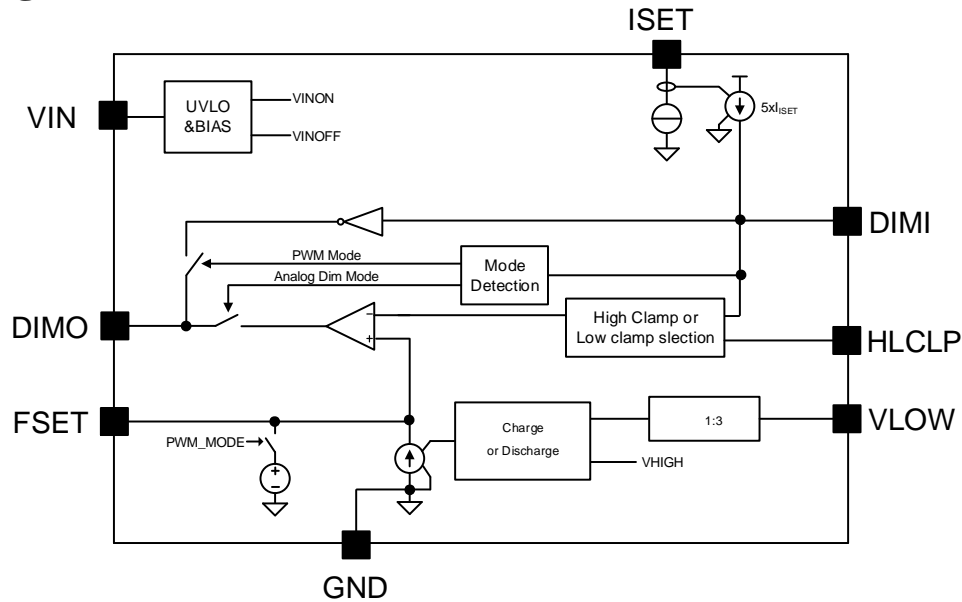 ISET
VIN
UVLO
&BIAS
VINON
VINOFF
5xI_ISET
DIMI
PWM Mode
Analog Dim Mode
Mode
Detection
DIMO
−
+
High Clamp or
Low clamp slection
HLCLP
FSET
PWM_MODE
+
−
Charge
or Discharge
1:3
VLOW
VHIGH
GND